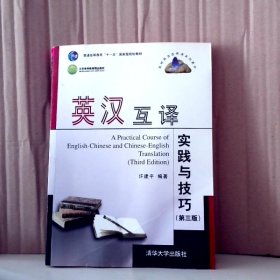 普通高等教育“十一五”国家级规划教材
英汉互译
实践与技巧
(第三版)
A Practical Course of
English-Chinese and Chinese-English
Translation
(Third Edition)
许建平 编著
清华大学出版社